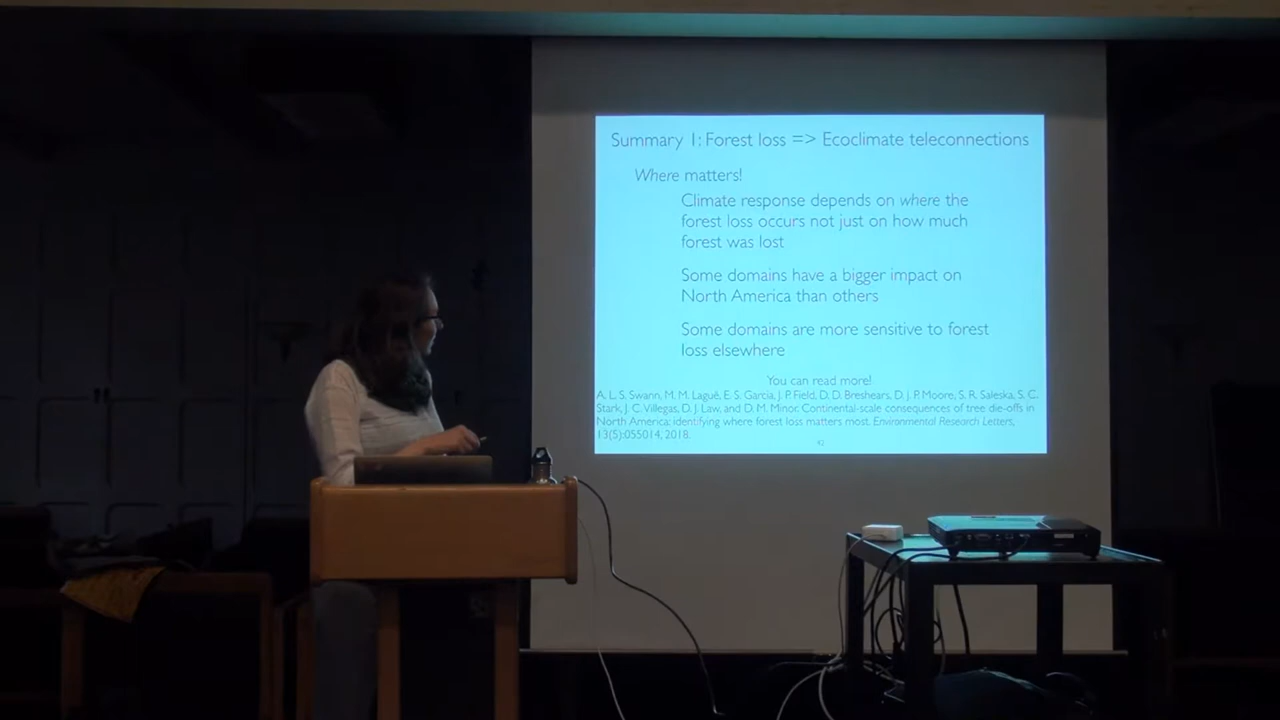 Summary 1: Forest loss => Ecoclimate teleconnections
Where matters!
Climate response depends on where the
forest loss occurs not just on how much
forest was lost
Some domains have a bigger impact on
North America than others
Some domains are more sensitive to forest
loss elsewhere
You can read more!
A. L. S. Swann, M. M. Laguë, E. S. Garcia, J. P. Field, D. D. Breshears, D. J. P. Moore, S. R. Saleska, S. C.
Stark, J. C. Villegas, D. J. Law, and D. M. Minor. Continental-scale consequences of tree die-offs in
North America: identifying where forest loss matters most. Environmental Research Letters,
13(5):055014, 2018.
42